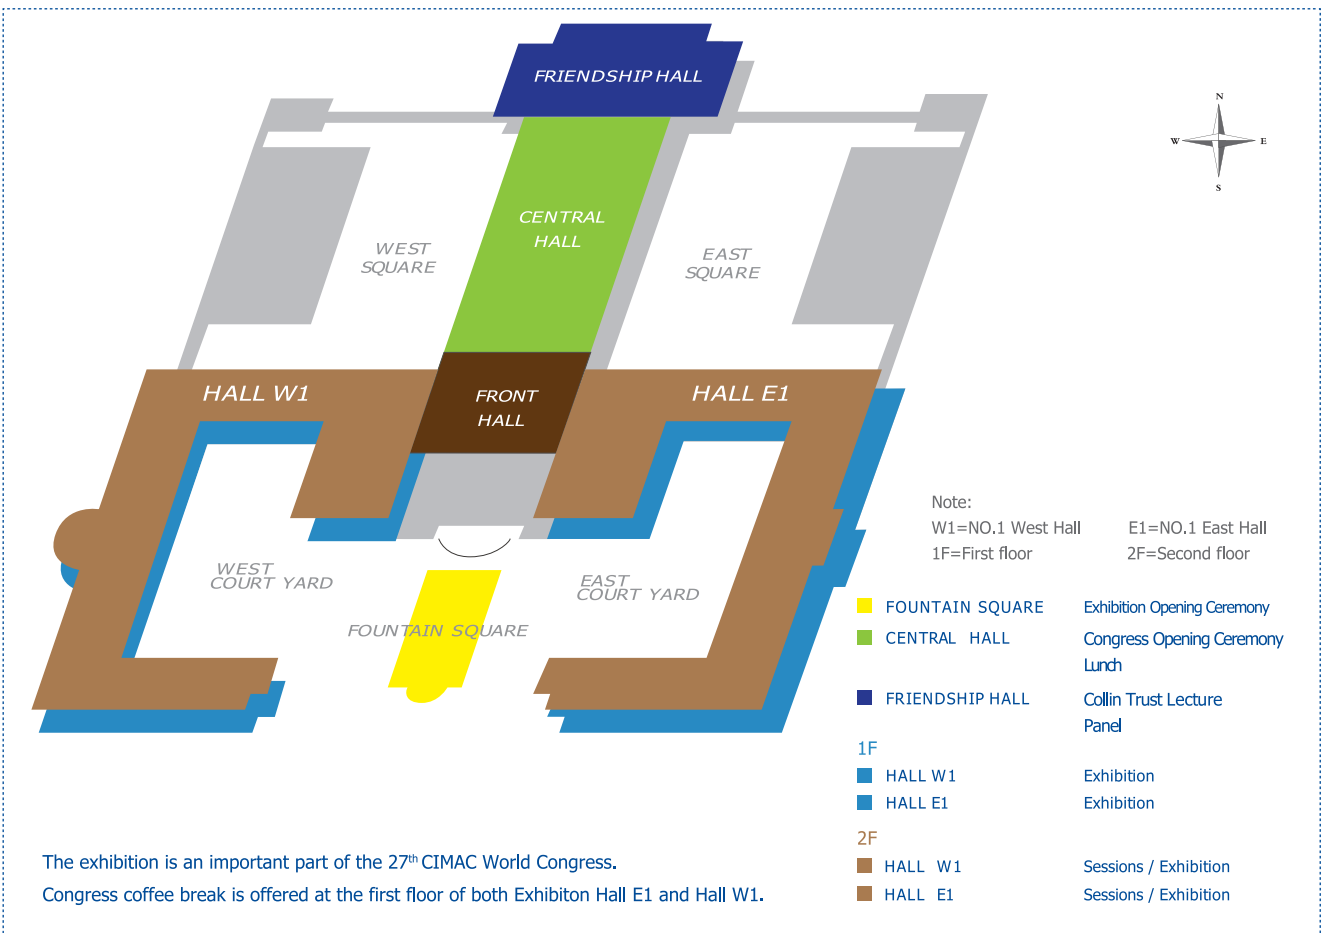 FRIENDSHIP HALL
N
W
E
S
CENTRAL
HALL
WEST
SQUARE
EAST
SQUARE
HALL W1
FRONT
HALL
HALL E1
Note:
W1=NO.1 West Hall E1=NO.1 East Hall
1F=First floor 2F=Second floor
WEST
COURT YARD
EAST
COURT YARD
FOUNTAIN SQUARE
FOUNTAIN SQUARE Exhibition Opening Ceremony
CENTRAL HALL Congress Opening Ceremony
Lunch
FRIENDSHIP HALL Collin Trust Lecture
Panel
1F
HALL W1 Exhibition
HALL E1 Exhibition
2F
HALL W1 Sessions / Exhibition
HALL E1 Sessions / Exhibition
The exhibition is an important part of the 27th CIMAC World Congress.
Congress coffee break is offered at the first floor of both Exhibiton Hall E1 and Hall W1.